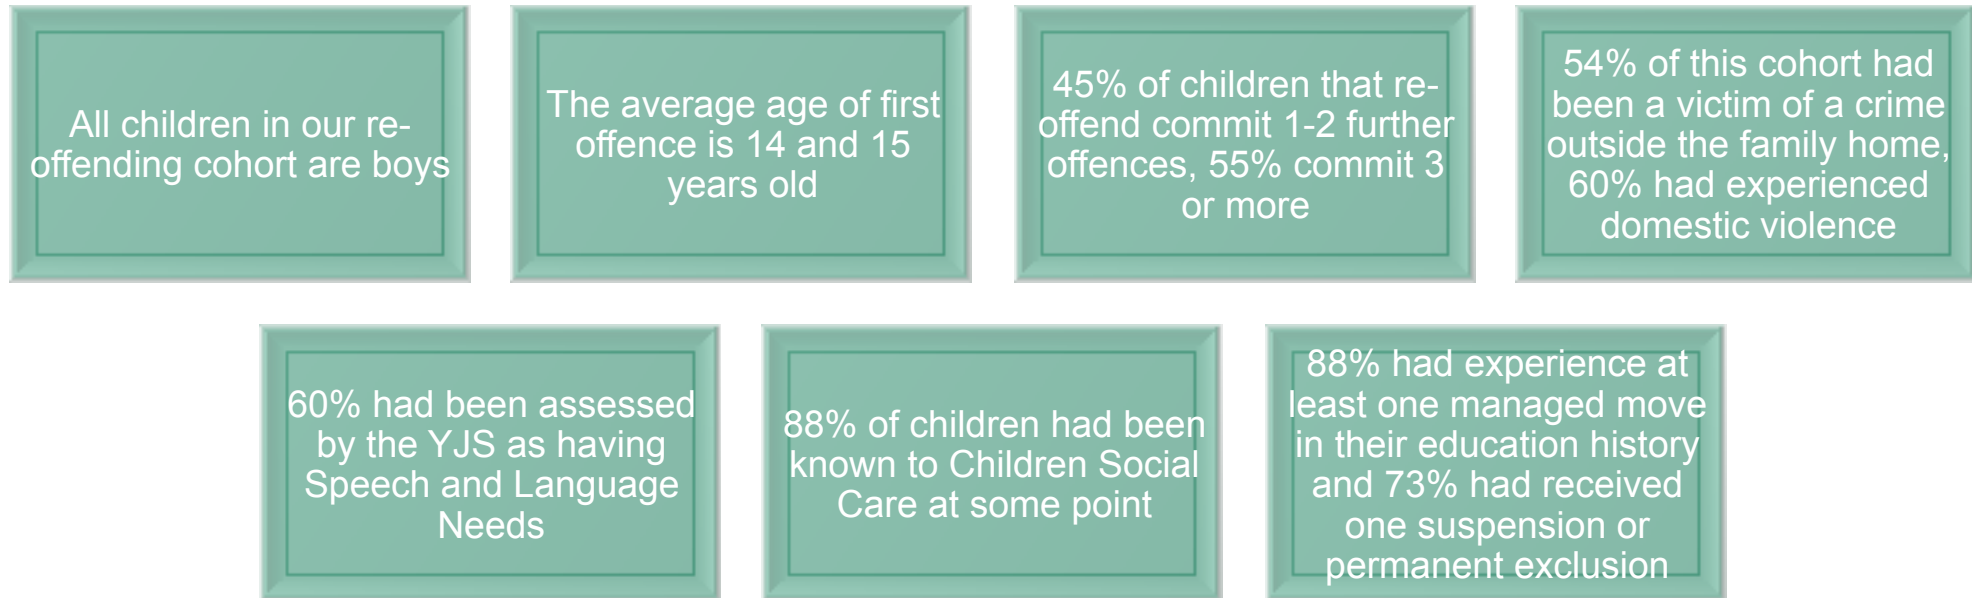 All children in our re-
offending cohort are boys
The average age of first
offence is 14 and 15
years old
45% of children that re-
offend commit 1-2 further
offences, 55% commit 3
or more
54% of this cohort had
been a victim of a crime
outside the family home,
60% had experienced
domestic violence
60% had been assessed
by the YJS as having
Speech and Language
Needs
88% of children had been
known to Children Social
Care at some point
88% had experience at
least one managed move
in their education history
and 73% had received
one suspension or
permanent exclusion